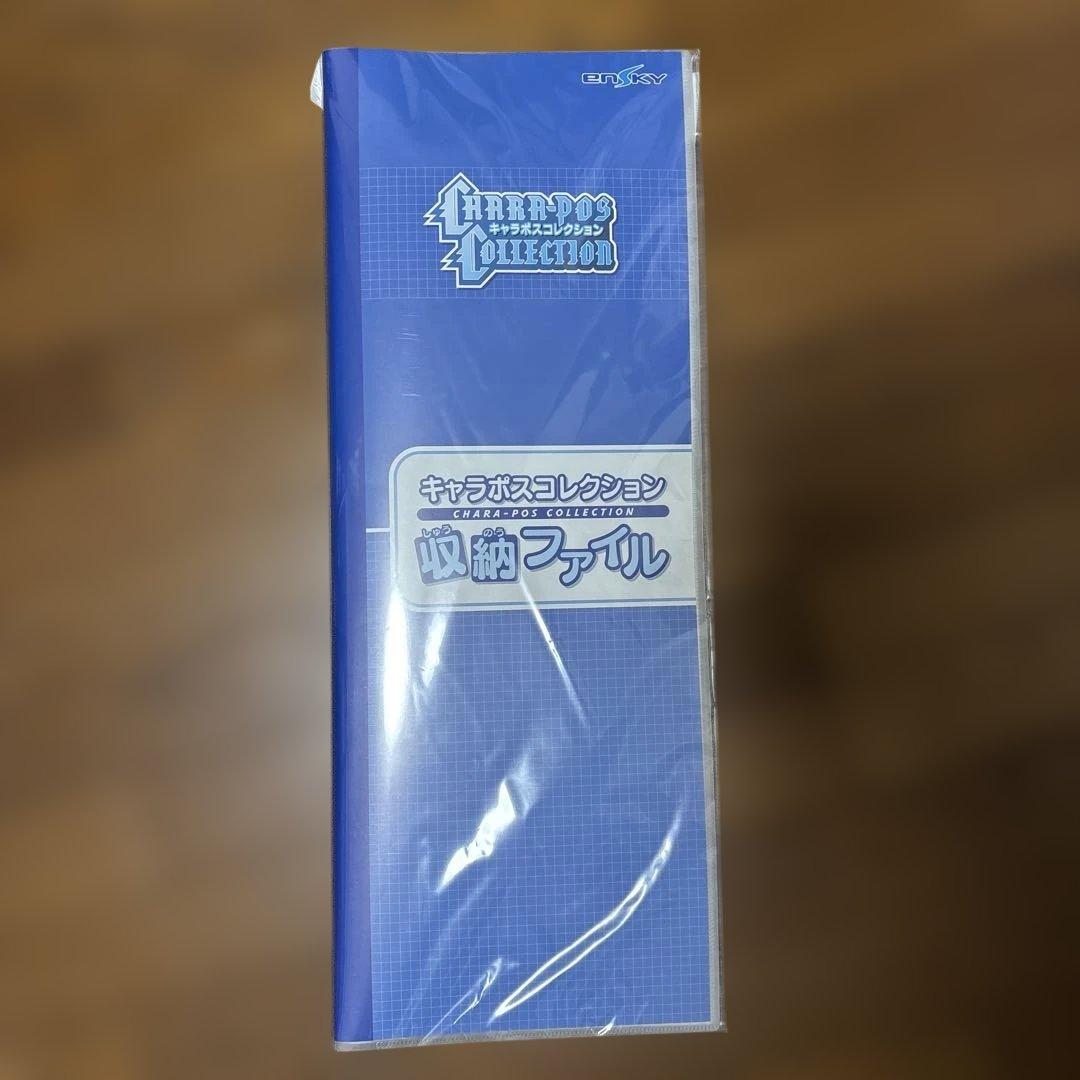 enSKY
CHARA-POS
キャラポスコレクション
COLLECTION
キャラポスコレクション
CHARA-POS COLLECTION
しゅう のう
収納ファイル